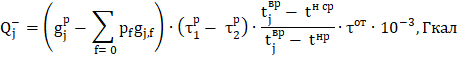 Q_j^- = (g_j^р - ∑_{f=0} p_f g_{j,f}) · (τ_1^р - τ_2^р) · (t_j^вр - t^{н ср}) / (t_j^вр - t^{нр}) · τ^от · 10^{-3}, Гкал